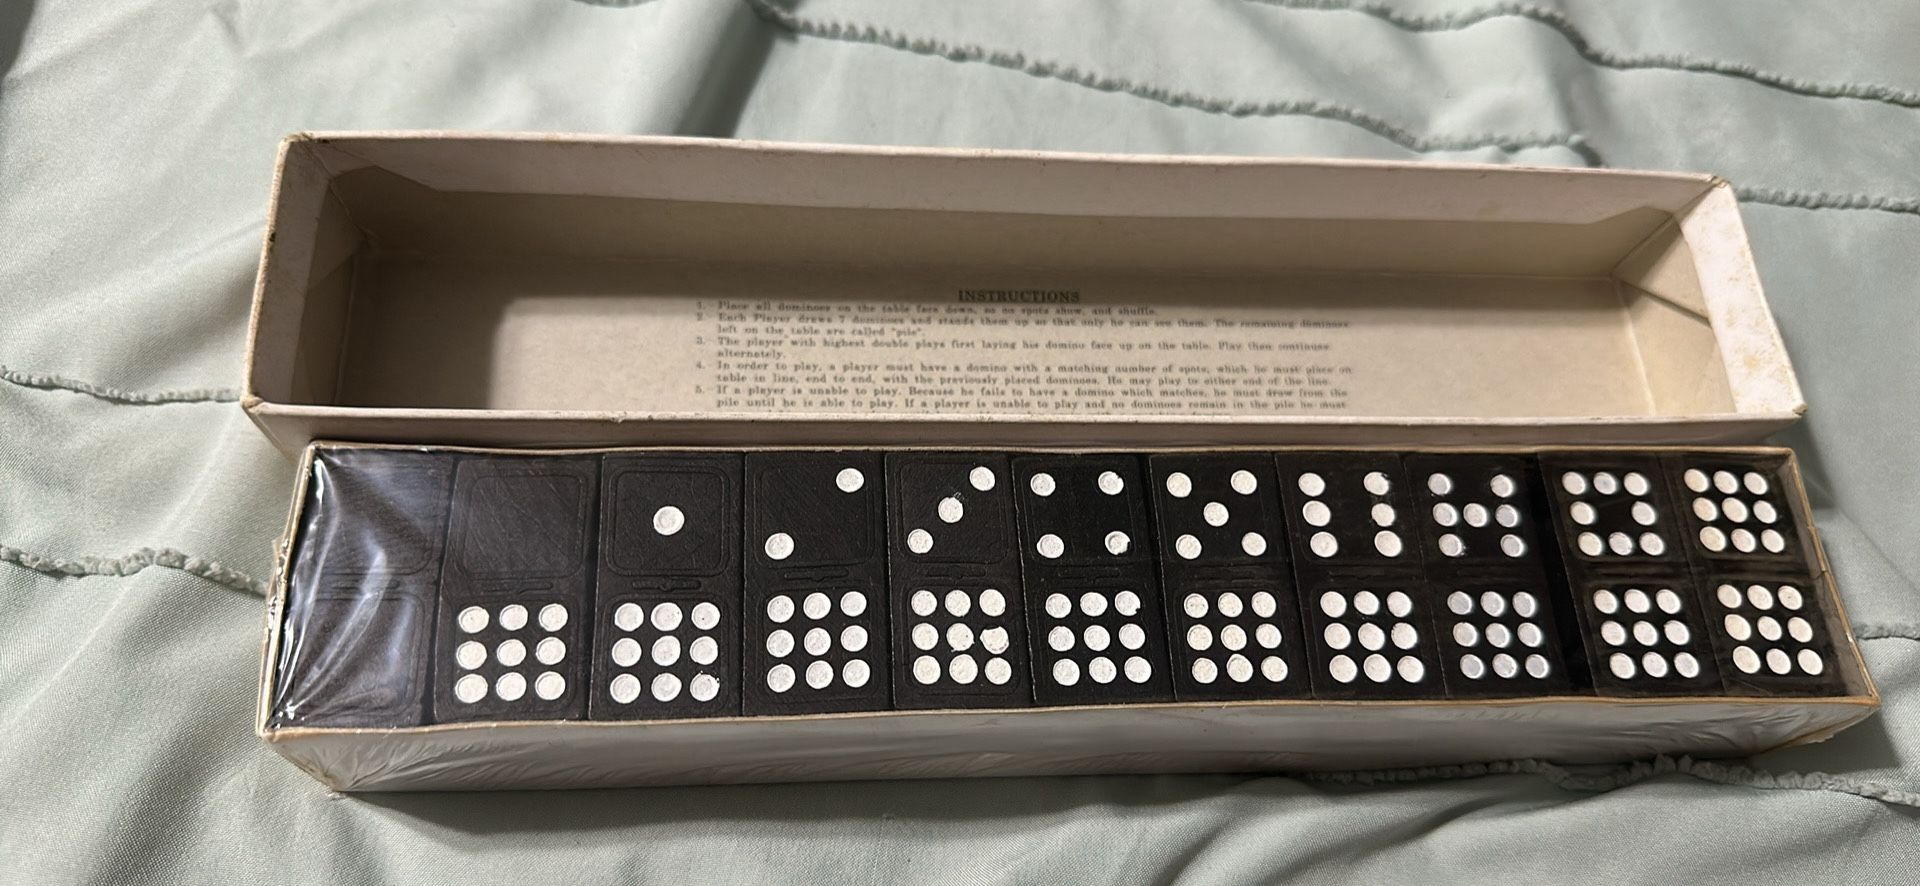 INSTRUCTIONS
1. Place all dominoes on the table face down, so no spots show, and shuffle.
2. Each Player draws 7 dominoes and stands them up so that only he can see them. The remaining dominoes
left on the table are called "pile".
3. The player with highest double plays first laying his domino face up on the table. Play then continues
alternately.
4. In order to play, a player must have a domino with a matching number of spots, which he must place on
table in line, end to end, with the previously placed dominoes. He may play to either end of the line.
5. If a player is unable to play. Because he fails to have a domino which matches, he must draw from the
pile until he is able to play. If a player is unable to play and no dominoes remain in the pile he must